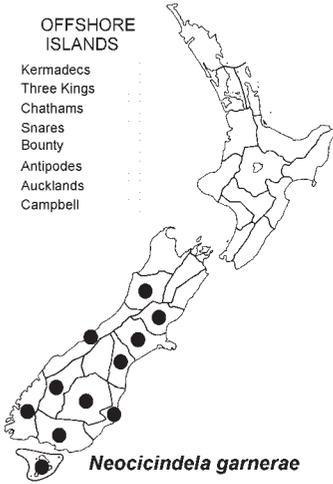 OFFSHORE
ISLANDS
Kermadecs
Three Kings
Chathams
Snares
Bounty
Antipodes
Aucklands
Campbell
Neocicindela garnerae